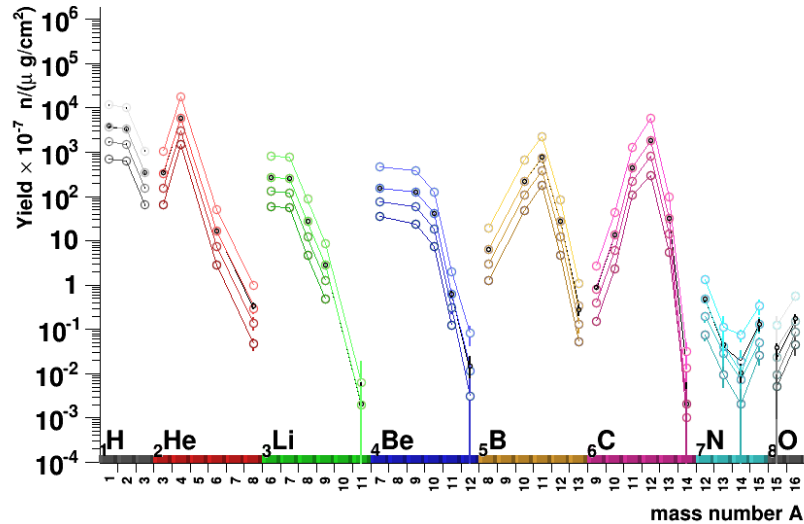 Yield × 10⁻⁷ n/(μ g/cm²)
10⁶
10⁵
10⁴
10³
10²
10
1
10⁻¹
10⁻²
10⁻³
10⁻⁴
₁H ₂He ₃Li ₄Be ₅B ₆C ₇N ₈O
1 2 3 3 4 5 6 7 8 6 7 8 9 10 11 7 8 9 10 11 12 8 9 10 11 12 13 9 10 11 12 13 14 12 13 14 15 15 16
mass number A